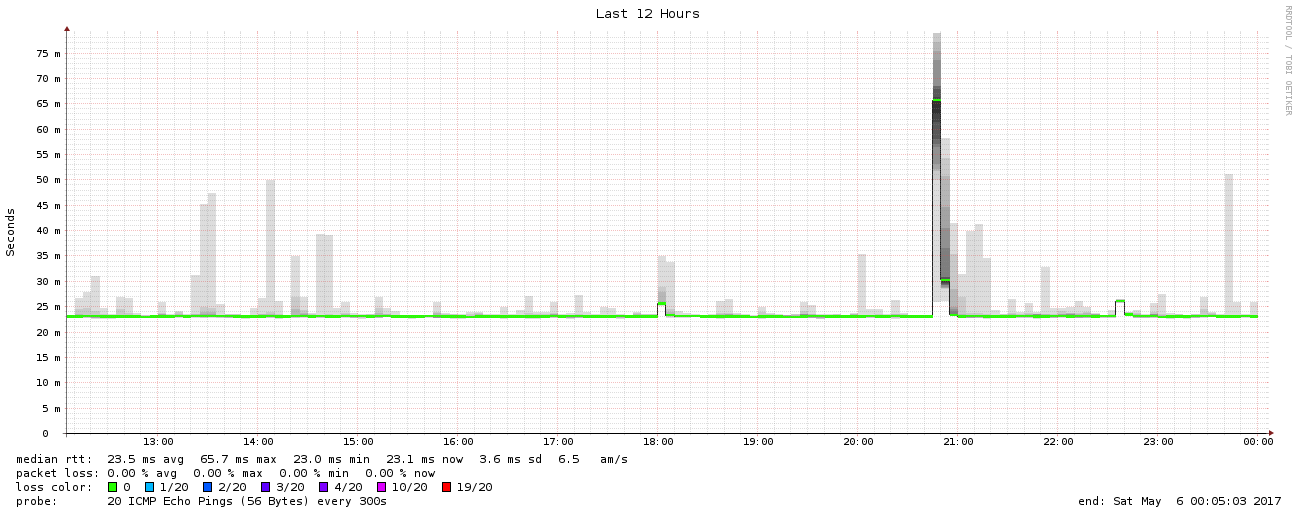 Last 12 Hours
RRDTOOL / TOBI OETIKER
Seconds
75 m
70 m
65 m
60 m
55 m
50 m
45 m
40 m
35 m
30 m
25 m
20 m
15 m
10 m
5 m
0
13:00 14:00 15:00 16:00 17:00 18:00 19:00 20:00 21:00 22:00 23:00 00:00
median rtt: 23.5 ms avg 65.7 ms max 23.0 ms min 23.1 ms now 3.6 ms sd 6.5 am/s
packet loss: 0.00 % avg 0.00 % max 0.00 % min 0.00 % now
loss color: 0 1/20 2/20 3/20 4/20 10/20 19/20
probe: 20 ICMP Echo Pings (56 Bytes) every 300s end: Sat May 6 00:05:03 2017